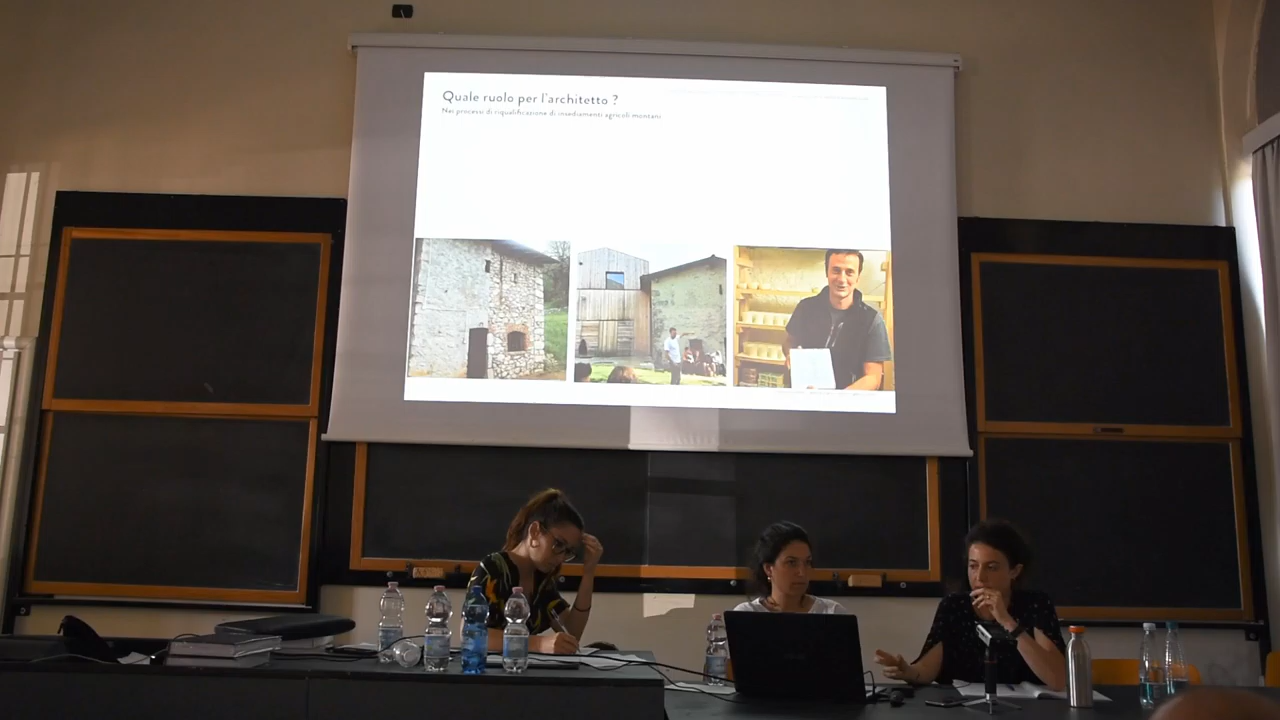 Quale ruolo per l'architetto ?
Nei processi di riqualificazione di insediamenti agricoli montani